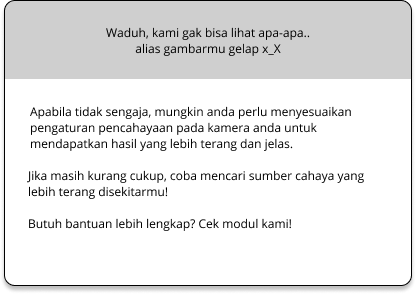 Waduh, kami gak bisa lihat apa-apa..
alias gambarmu gelap x_X
Apabila tidak sengaja, mungkin anda perlu menyesuaikan
pengaturan pencahayaan pada kamera anda untuk
mendapatkan hasil yang lebih terang dan jelas.
Jika masih kurang cukup, coba mencari sumber cahaya yang
lebih terang disekitarmu!
Butuh bantuan lebih lengkap? Cek modul kami!